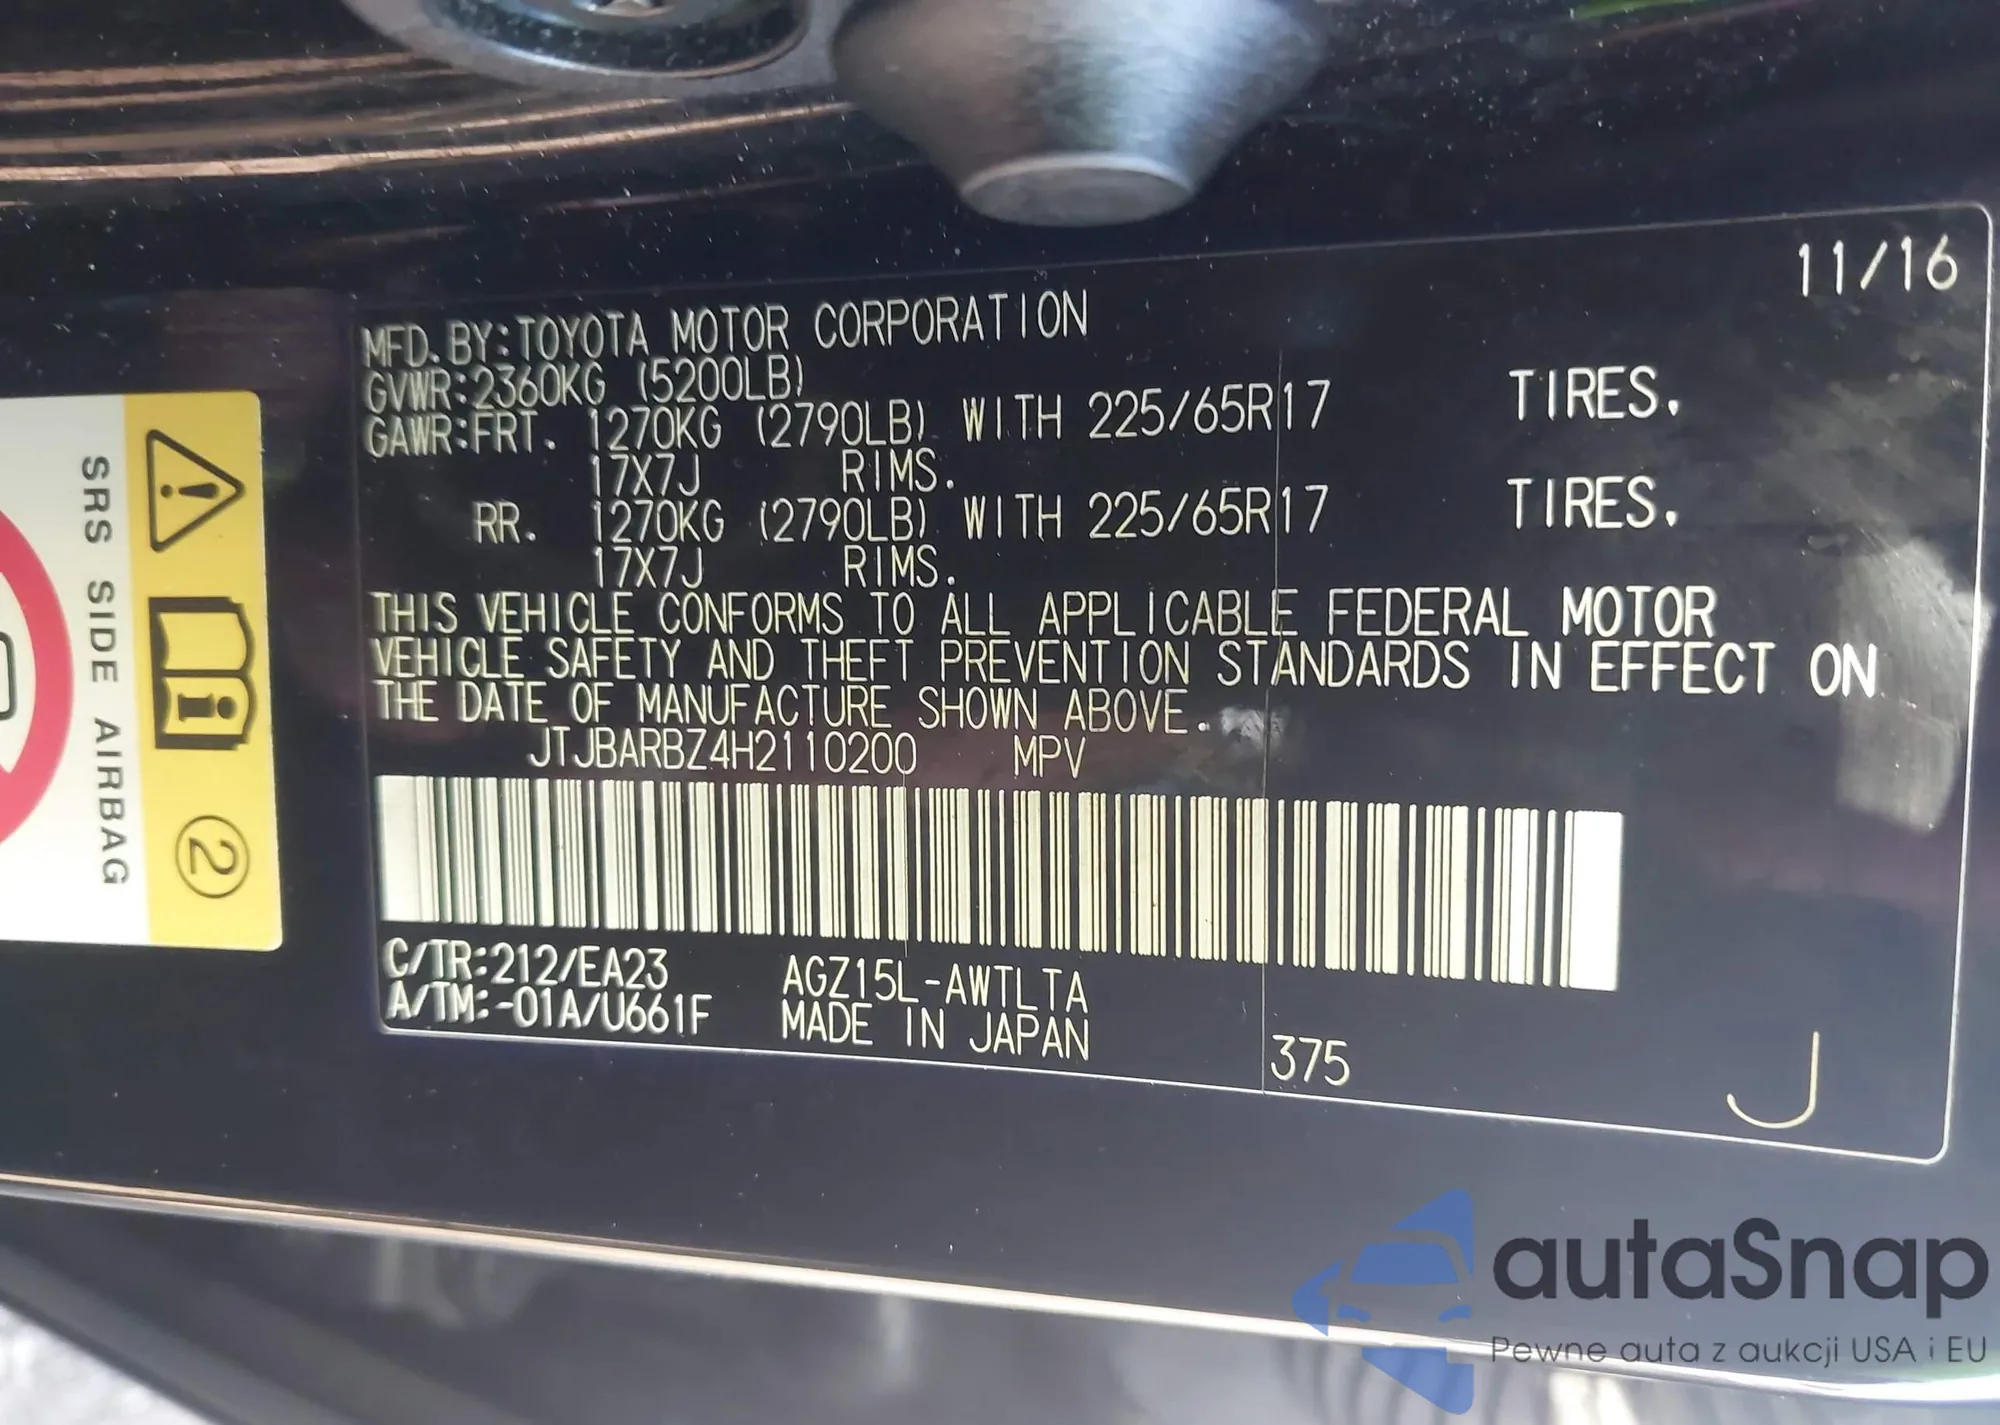 11/16
MFD. BY:TOYOTA MOTOR CORPORATION
GVWR:2360KG (5200LB)
GAWR:FRT. 1270KG (2790LB) WITH 225/65R17 TIRES.
17X7J RIMS.
RR. 1270KG (2790LB) WITH 225/65R17 TIRES.
17X7J RIMS.
THIS VEHICLE CONFORMS TO ALL APPLICABLE FEDERAL MOTOR
VEHICLE SAFETY AND THEFT PREVENTION STANDARDS IN EFFECT ON
THE DATE OF MANUFACTURE SHOWN ABOVE.
JTJBARBZ4H2110200 MPV
C/TR:212/EA23 AGZ15L-AWTLTA
A/TM:-01A/U661F MADE IN JAPAN
375
J
SRS SIDE AIRBAG
2
autaSnap
Pewne auta z aukcji USA i EU